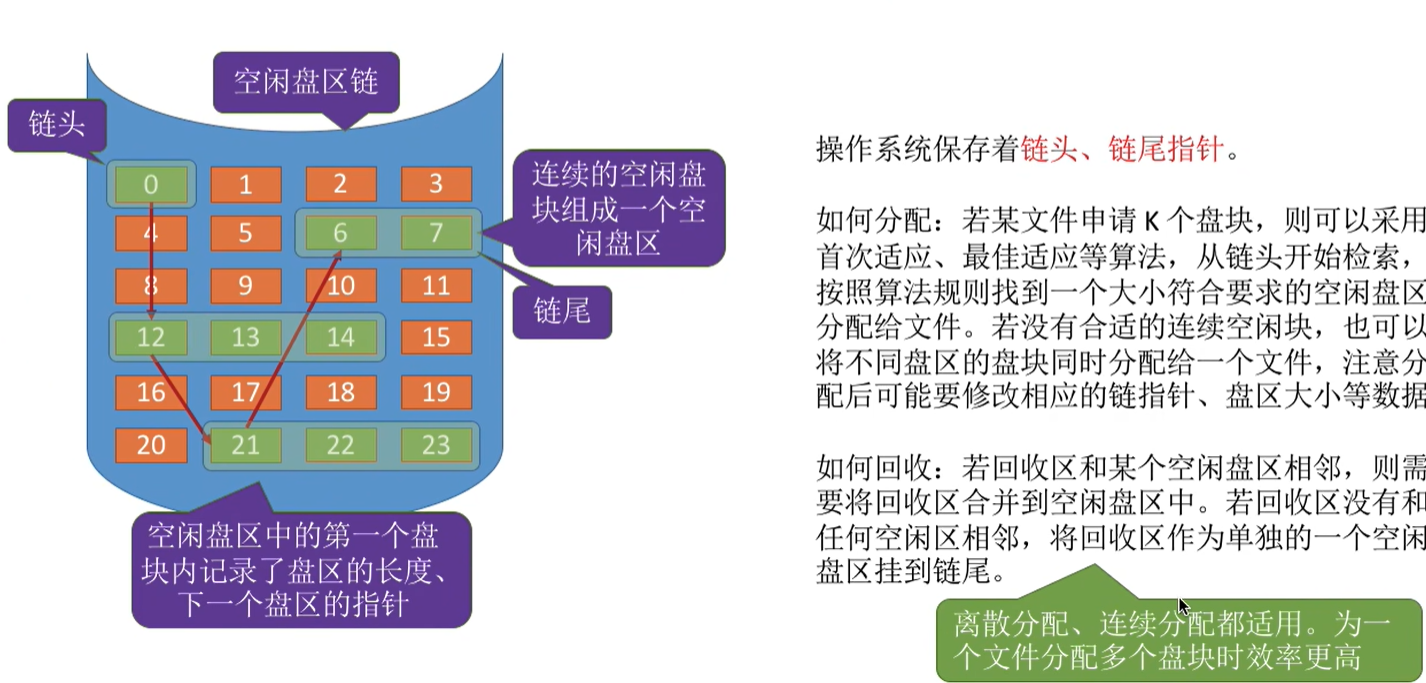 空闲盘区链
链头
0 1 2 3
连续的空闲盘
块组成一个空
闲盘区
4 5 6 7
8 9 10 11
链尾
12 13 14 15
16 17 18 19
20 21 22 23
空闲盘区中的第一个盘
块内记录了盘区的长度、
下一个盘区的指针
操作系统保存着链头、链尾指针。
如何分配：若某文件申请 K 个盘块，则可以采用
首次适应、最佳适应等算法，从链头开始检索，
按照算法规则找到一个大小符合要求的空闲盘区
分配给文件。若没有合适的连续空闲块，也可以
将不同盘区的盘块同时分配给一个文件，注意分
配后可能要修改相应的链指针、盘区大小等数据
如何回收：若回收区和某个空闲盘区相邻，则需
要将回收区合并到空闲盘区中。若回收区没有和
任何空闲区相邻，将回收区作为单独的一个空闲
盘区挂到链尾。
离散分配、连续分配都适用。为一
个文件分配多个盘块时效率更高